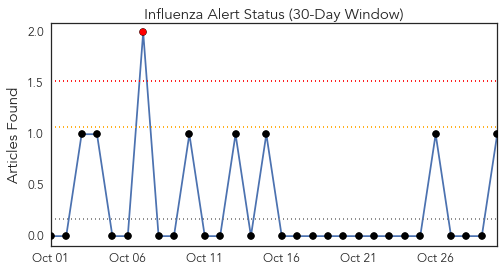 Influenza Alert Status (30-Day Window)
Articles Found
2.0
1.5
1.0
0.5
0.0
Oct 01 Oct 06 Oct 11 Oct 16 Oct 21 Oct 26